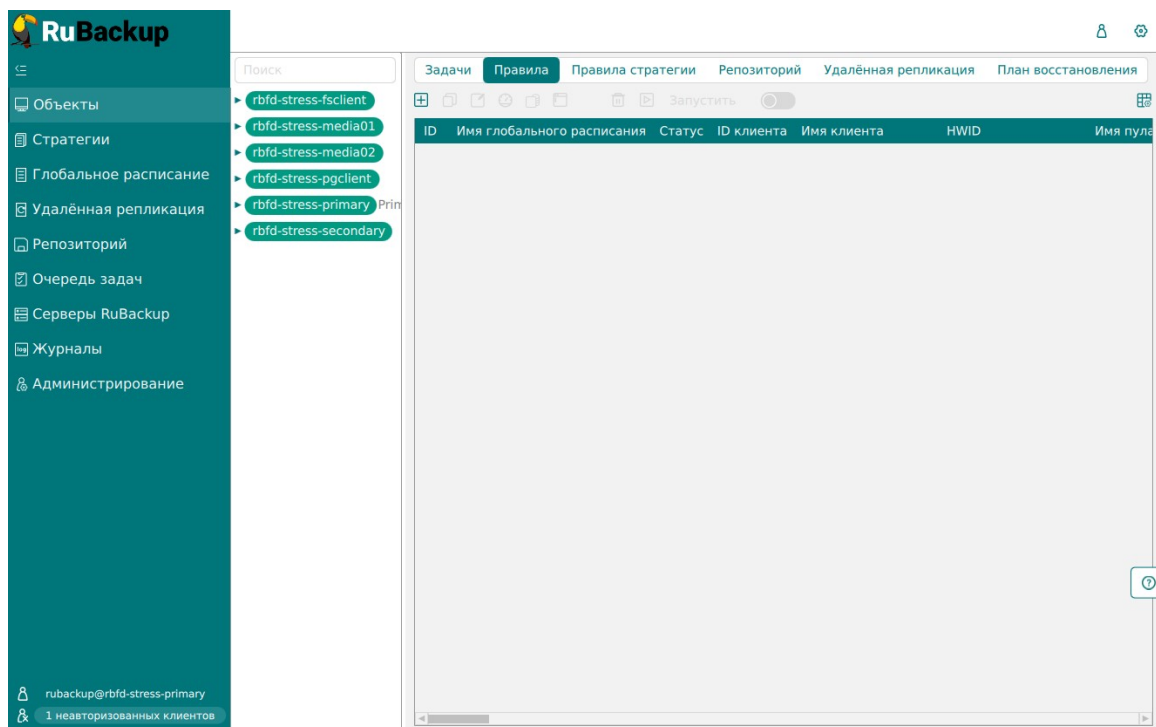 RuBackup
Объекты
Стратегии
Глобальное расписание
Удалённая репликация
Репозиторий
Очередь задач
Серверы RuBackup
Журналы
Администрирование
rubackup@rbfd-stress-primary
1 неавторизованных клиентов
Поиск
rbfd-stress-fsclient
rbfd-stress-media01
rbfd-stress-media02
rbfd-stress-pgclient
rbfd-stress-primary Prim
rbfd-stress-secondary
Задачи Правила Правила стратегии Репозиторий Удалённая репликация План восстановления
Запустить
ID Имя глобального расписания Статус ID клиента Имя клиента HWID Имя пула